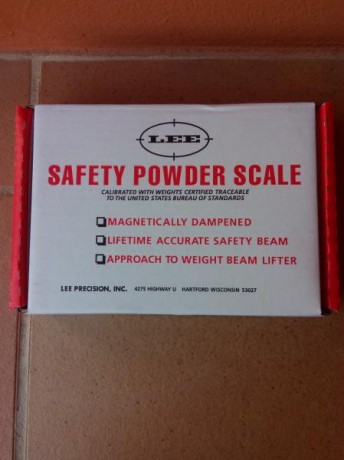 LEE
SAFETY POWDER SCALE
CALIBRATED WITH WEIGHTS CERTIFIED TRACEABLE
TO THE UNITED STATES BUREAU OF STANDARDS
MAGNETICALLY DAMPENED
LIFETIME ACCURATE SAFETY BEAM
APPROACH TO WEIGHT BEAM LIFTER
LEE PRECISION, INC. 4275 HIGHWAY U HARTFORD WISCONSIN 53027